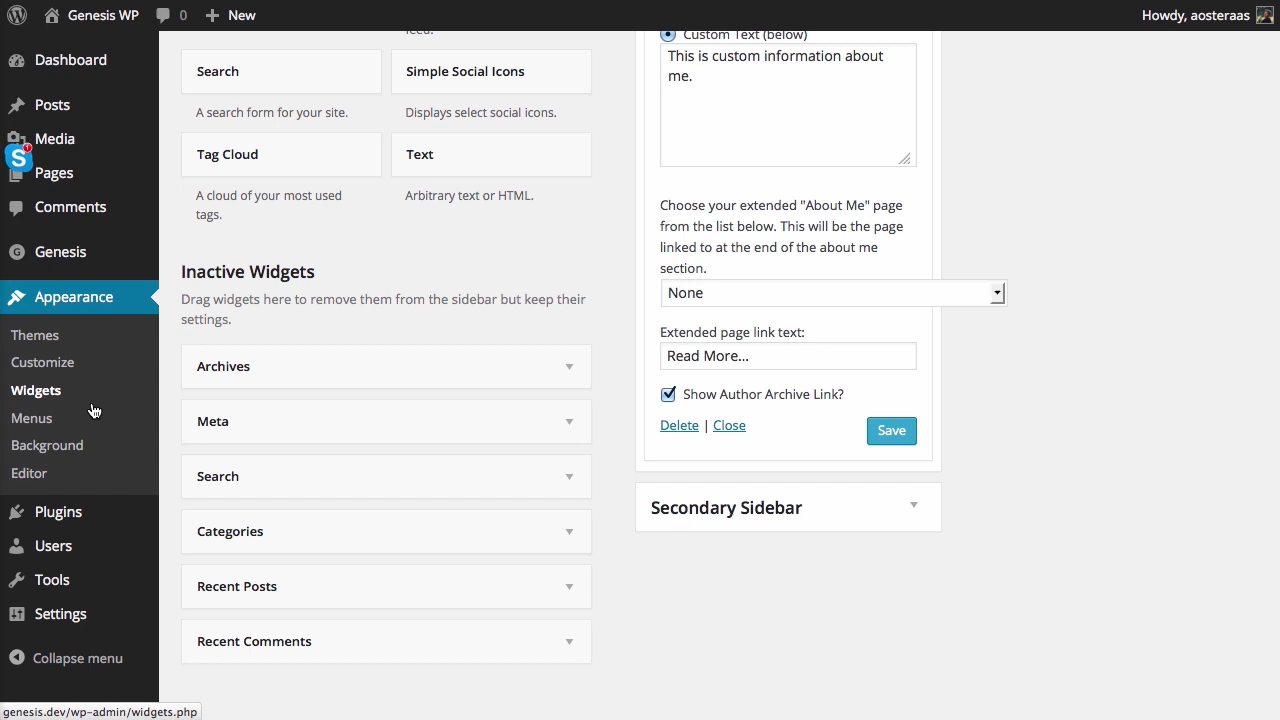 Genesis WP 0 New Howdy, aosteraas
Dashboard
Posts
Media
1
S
Pages
Comments
G Genesis
Appearance
Themes
Customize
Widgets
Menus
Background
Editor
Plugins
Users
Tools
Settings
Collapse menu
genesis.dev/wp-admin/widgets.php
feed.
Search Simple Social Icons
A search form for your site. Displays select social icons.
Tag Cloud Text
A cloud of your most used Arbitrary text or HTML.
tags.
Inactive Widgets
Drag widgets here to remove them from the sidebar but keep their
settings.
Archives
Meta
Search
Categories
Recent Posts
Recent Comments
Custom Text (below)
This is custom information about
me.
Choose your extended "About Me" page
from the list below. This will be the page
linked to at the end of the about me
section.
None
Extended page link text:
Read More...
Show Author Archive Link?
Delete | Close Save
Secondary Sidebar